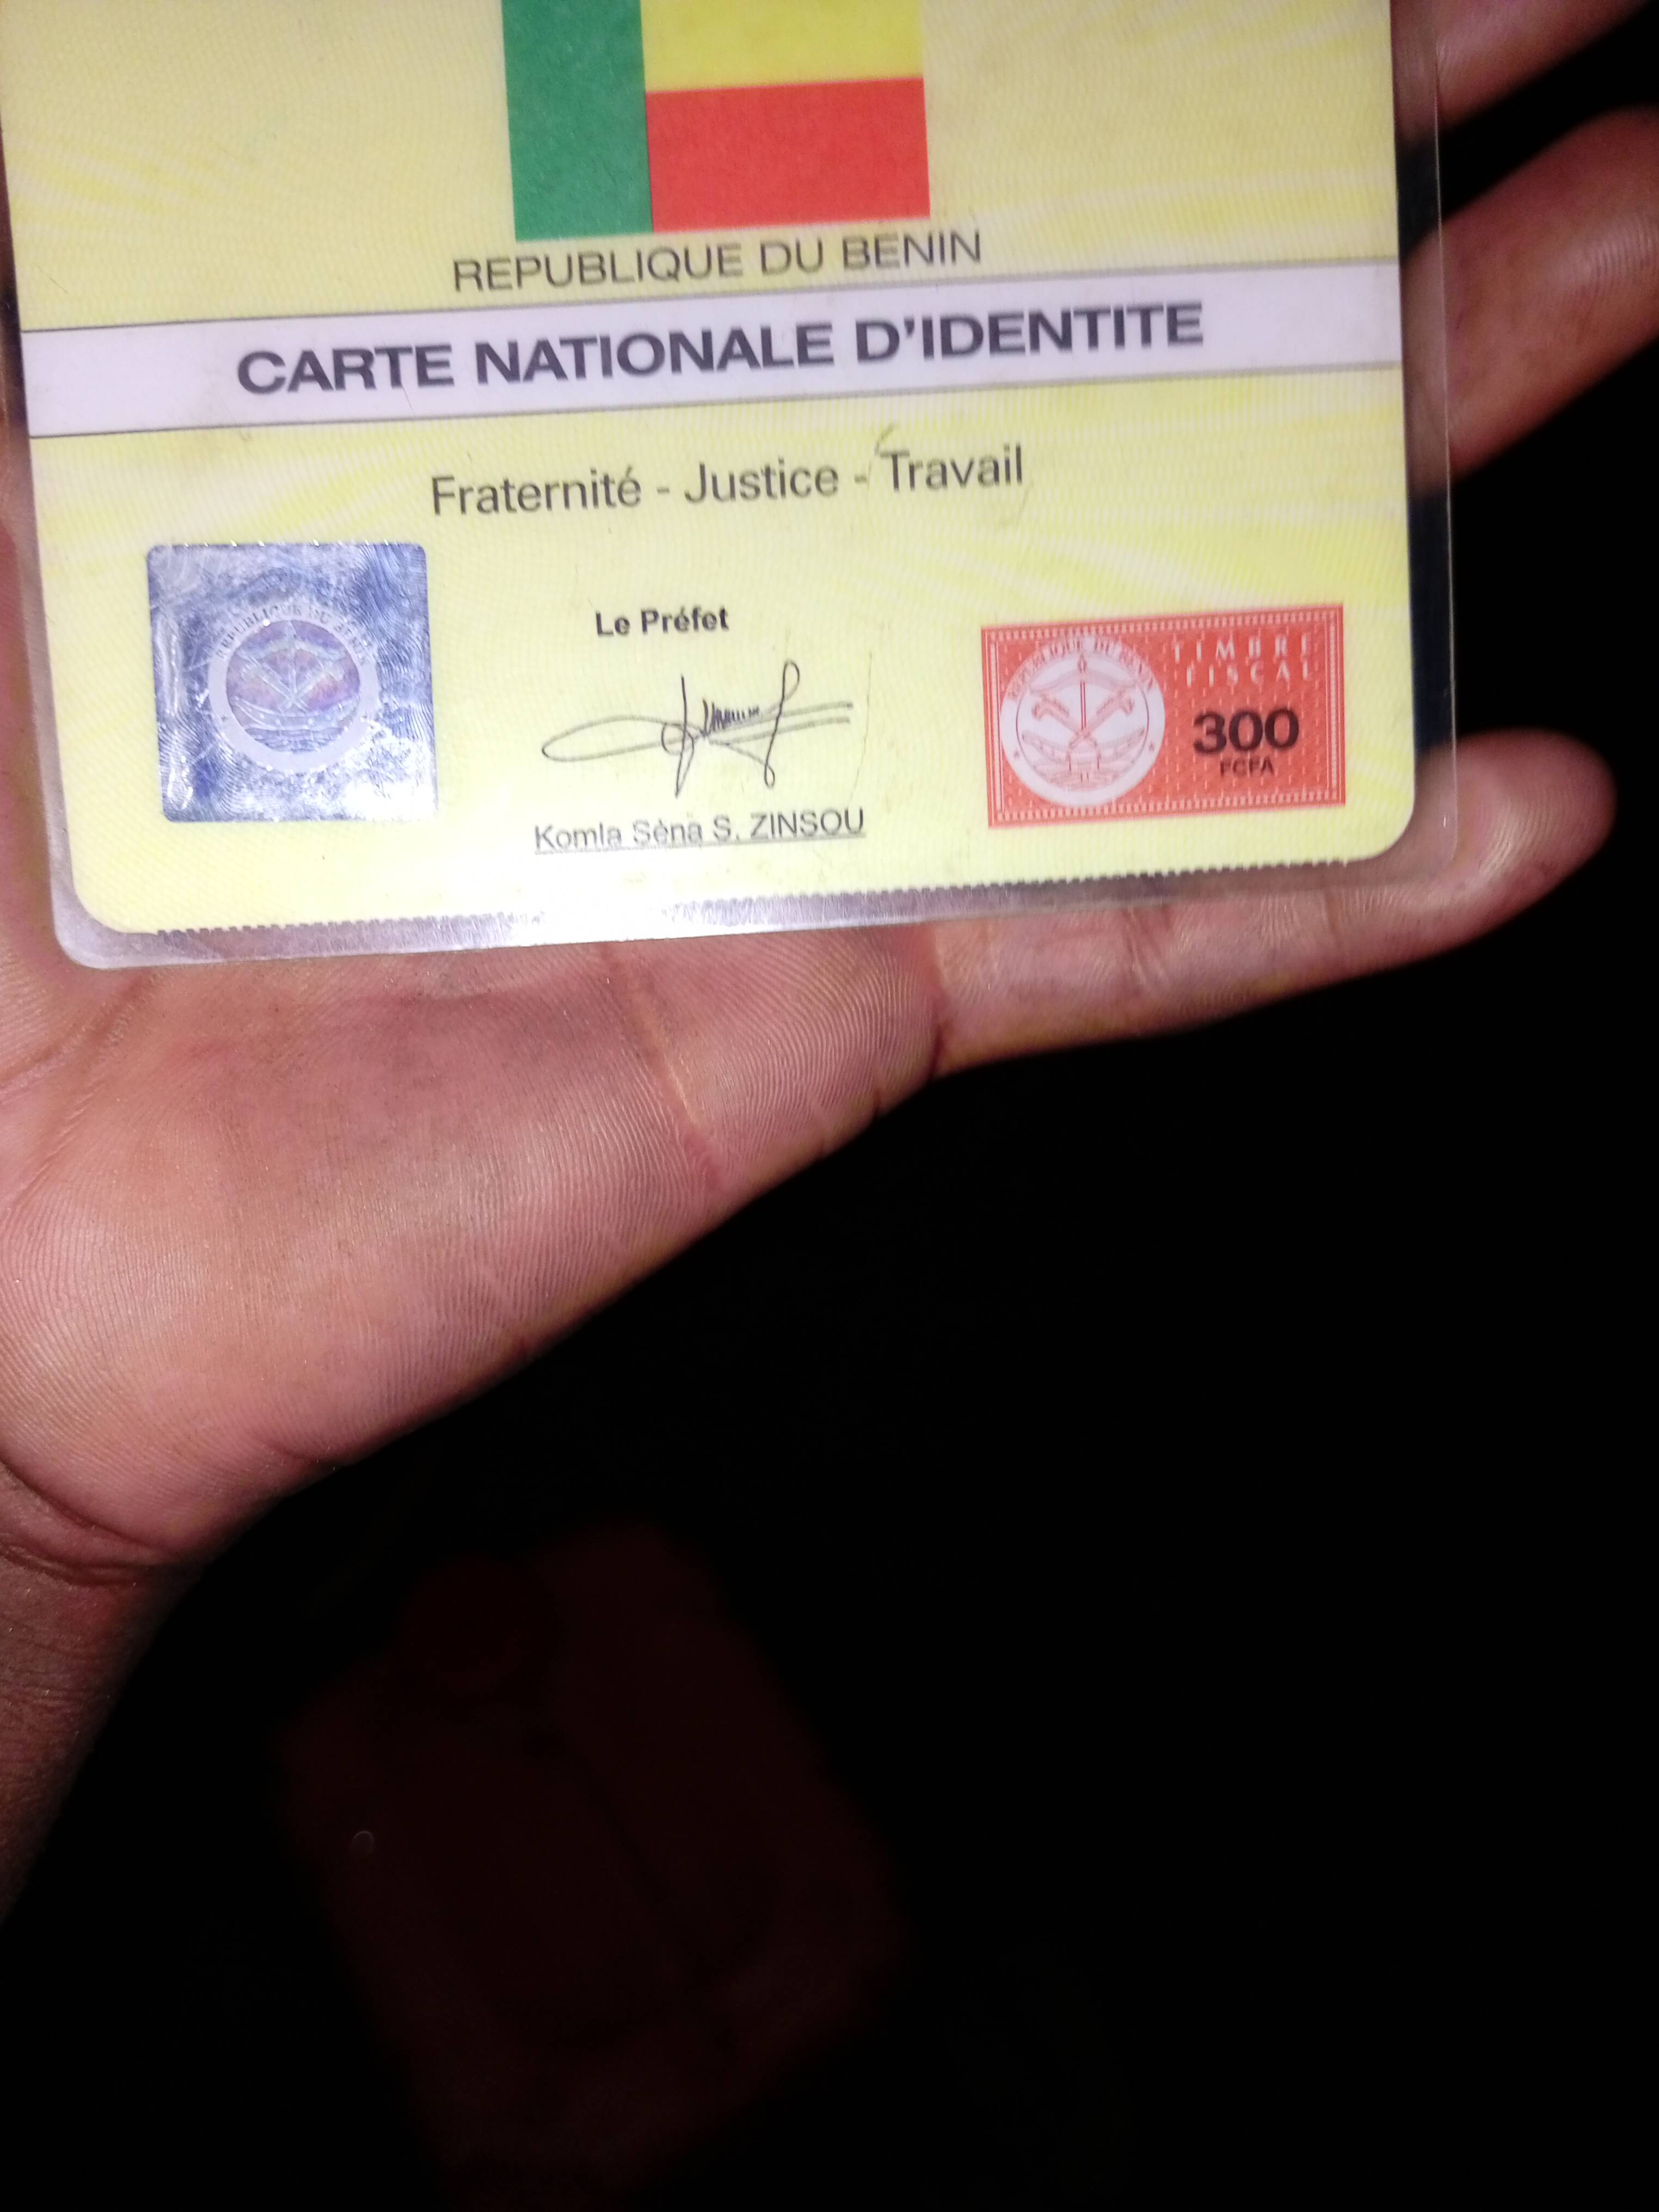 REPUBLIQUE DU BENIN
CARTE NATIONALE D'IDENTITE
Fraternité - Justice - Travail
REPUBLIQUE DU BENIN
Le Préfet
Komla Sèna S. ZINSOU
REPUBLIQUE DU BENIN
TIMBRE
FISCAL
300
FCFA